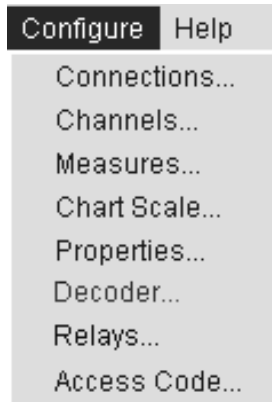 Configure Help
Connections...
Channels...
Measures...
Chart Scale...
Properties...
Decoder...
Relays...
Access Code...